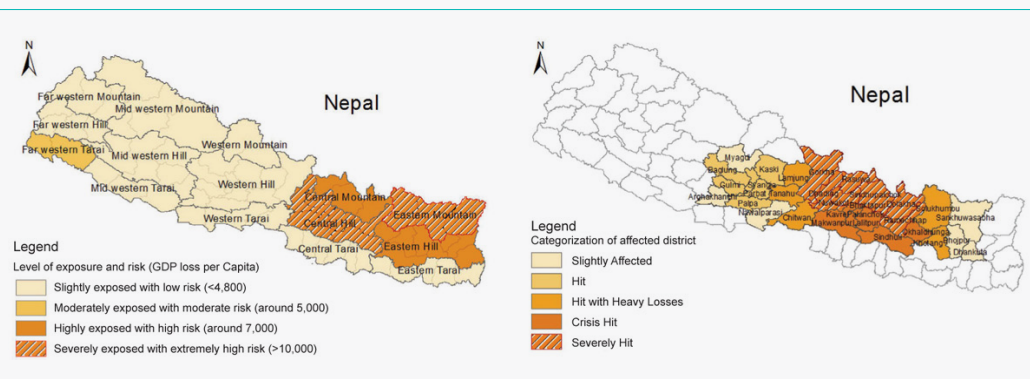 N
Nepal
Far western Mountain
Mid western Mountain
Far western Hill
Western Mountain
Far western Tarai
Mid western Hill
Mid western Tarai
Western Hill
Central Mountain
Western Tarai
Central Hill
Eastern Mountain
Central Tarai
Eastern Hill
Eastern Tarai
Legend
Level of exposure and risk (GDP loss per Capita)
Slightly exposed with low risk (<4,800)
Moderately exposed with moderate risk (around 5,000)
Highly exposed with high risk (around 7,000)
Severely exposed with extremely high risk (>10,000)
N
Nepal
Myagdi
Baglung
Kaski
Lamjung
Gorkha
Rasuwa
Gulmi
Syangja
Parbat
Tanahu
Dhading
Arghakhanchi
Palpa
Nawalparasi
Chitwan
Makwanpur
Lalitpur
Sindhuli
Solukhumbu
Sankhuwasabha
Bhojpur
Dhankuta
Legend
Categorization of affected district
Slightly Affected
Hit
Hit with Heavy Losses
Crisis Hit
Severely Hit